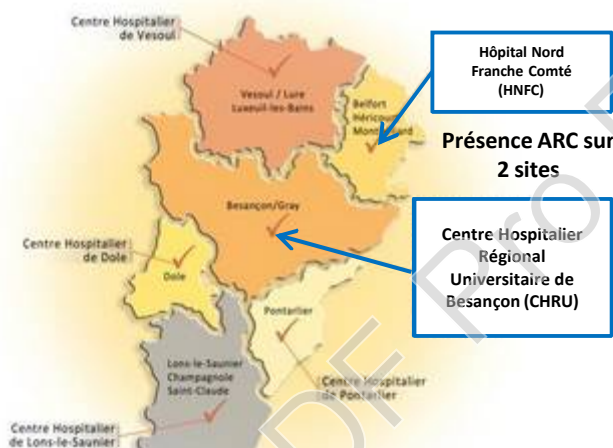 Centre Hospitalier
de Vesoul
Vesoul / Lure
Luxeuil-les-Bains
Belfort
Héricourt
Hôpital Nord
Franche Comté
(HNFC)
Présence ARC sur
2 sites
Besançon/Gray
Centre Hospitalier
de Dole
Dole
Centre Hospitalier
Régional
Universitaire de
Besançon (CHRU)
Pontarlier
Lons-le-Saunier
Champagnole
Saint-Claude
Centre Hospitalier
de Pontarlier
Centre Hospitalier
de Lons-le-Saunier
PDF Pro